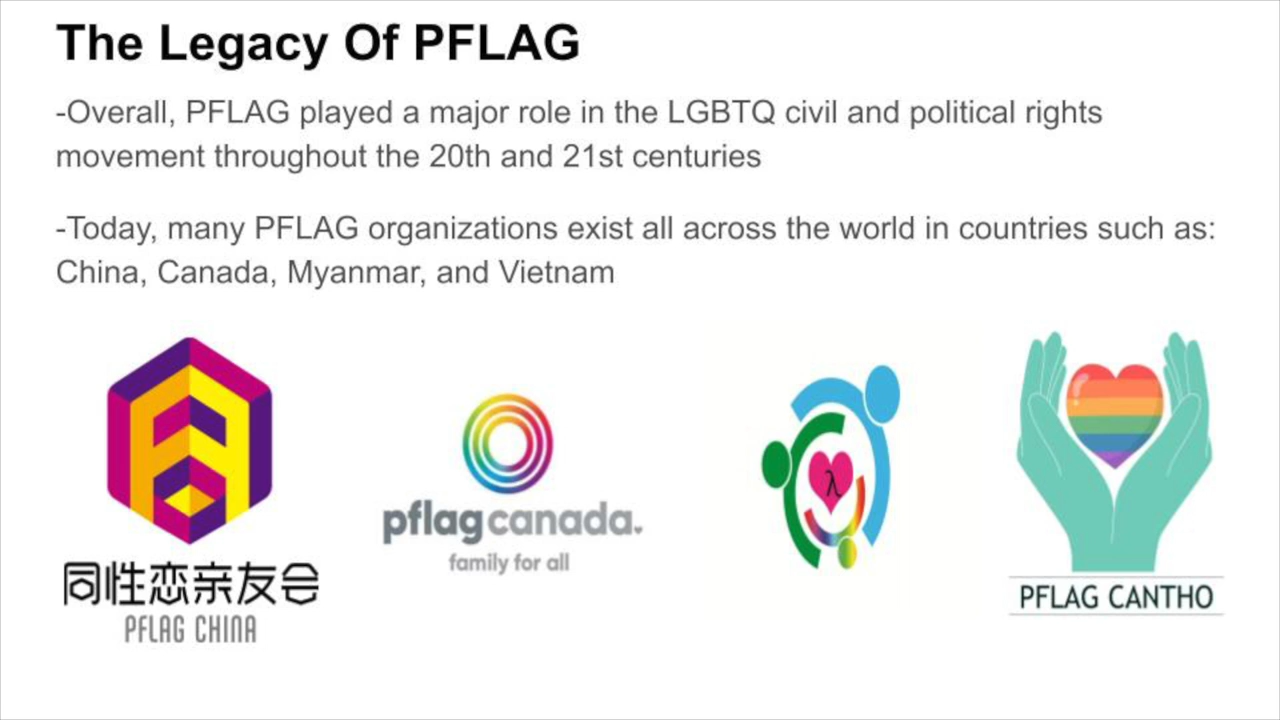 The Legacy Of PFLAG
-Overall, PFLAG played a major role in the LGBTQ civil and political rights
movement throughout the 20th and 21st centuries
-Today, many PFLAG organizations exist all across the world in countries such as:
China, Canada, Myanmar, and Vietnam
同性恋亲友会
PFLAG CHINA
pflag canada.
family for all
λ
PFLAG CANTHO